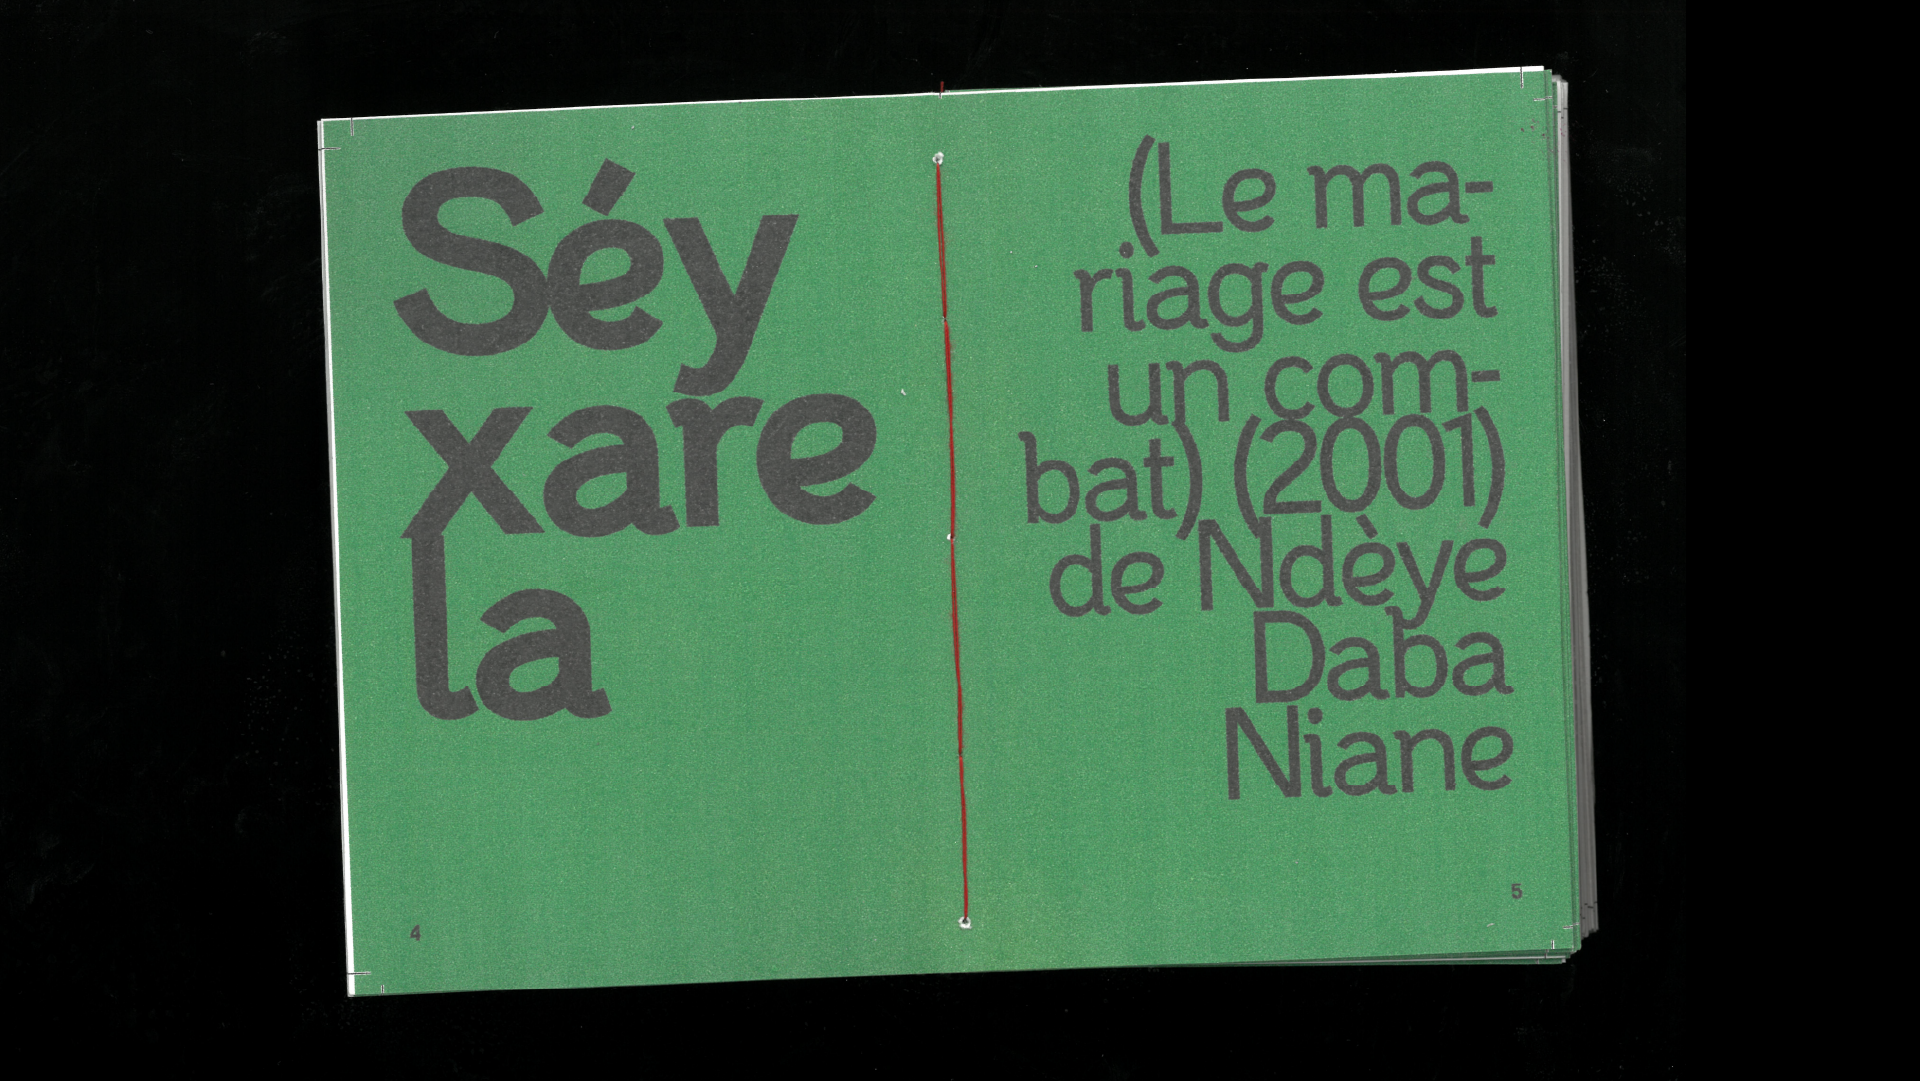 Séy
xare
la
4
(Le ma-
riage est
un com-
bat) (2001)
de Ndèye
Daba
Niane
5